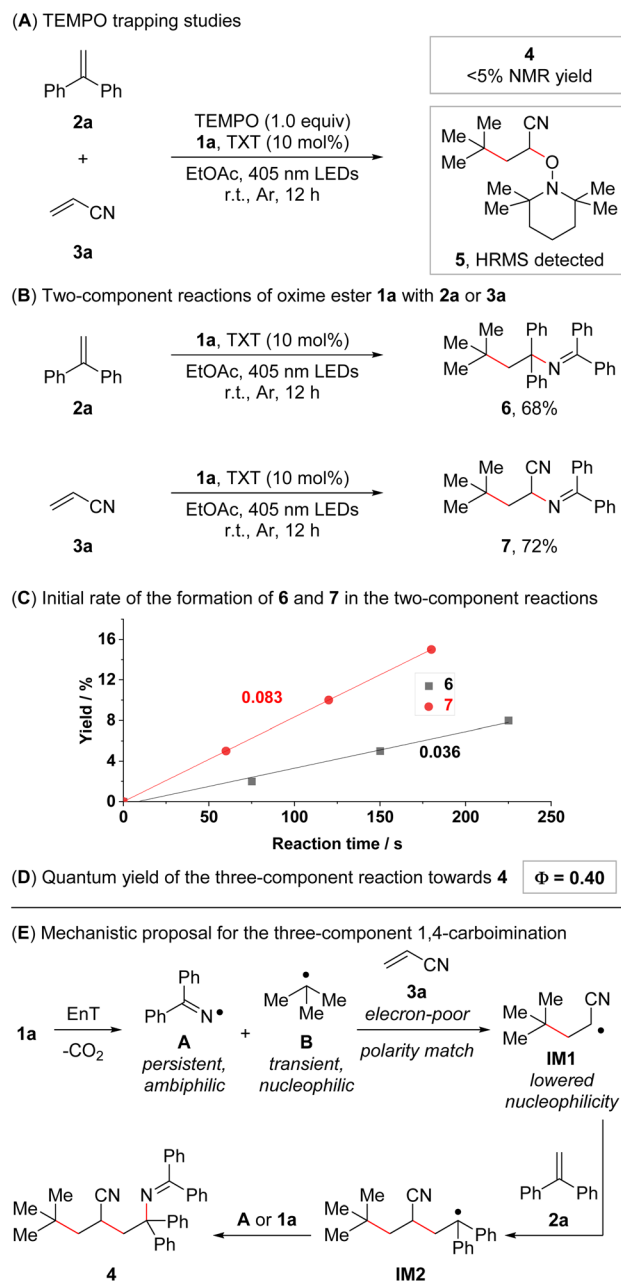 (A) TEMPO trapping studies
Ph Ph
2a
+
CN
3a
TEMPO (1.0 equiv)
1a, TXT (10 mol%)
EtOAc, 405 nm LEDs
r.t., Ar, 12 h
4
<5% NMR yield
Me Me CN
Me O
Me N Me
Me Me
5, HRMS detected
(B) Two-component reactions of oxime ester 1a with 2a or 3a
Ph Ph
2a
1a, TXT (10 mol%)
EtOAc, 405 nm LEDs
r.t., Ar, 12 h
Me Me Ph Ph
Me N Ph
Ph
6, 68%
CN
3a
1a, TXT (10 mol%)
EtOAc, 405 nm LEDs
r.t., Ar, 12 h
Me Me CN Ph
Me N Ph
7, 72%
(C) Initial rate of the formation of 6 and 7 in the two-component reactions
Yield / %
16
12
8
4
0
0.083
6
7
0.036
0 50 100 150 200 250
Reaction time / s
(D) Quantum yield of the three-component reaction towards 4 Φ = 0.40
(E) Mechanistic proposal for the three-component 1,4-carboimination
1a
EnT
-CO2
Ph
Ph N•
A
persistent,
ambiphilic
+
•
Me Me
Me
B
transient,
nucleophilic
CN
3a
elecron-poor
polarity match
Me Me CN
Me •
IM1
lowered
nucleophilicity
Ph Ph
2a
Me Me CN •
Me Ph
Ph
IM2
A or 1a
Ph
Me Me CN N Ph
Me Ph
Ph
4